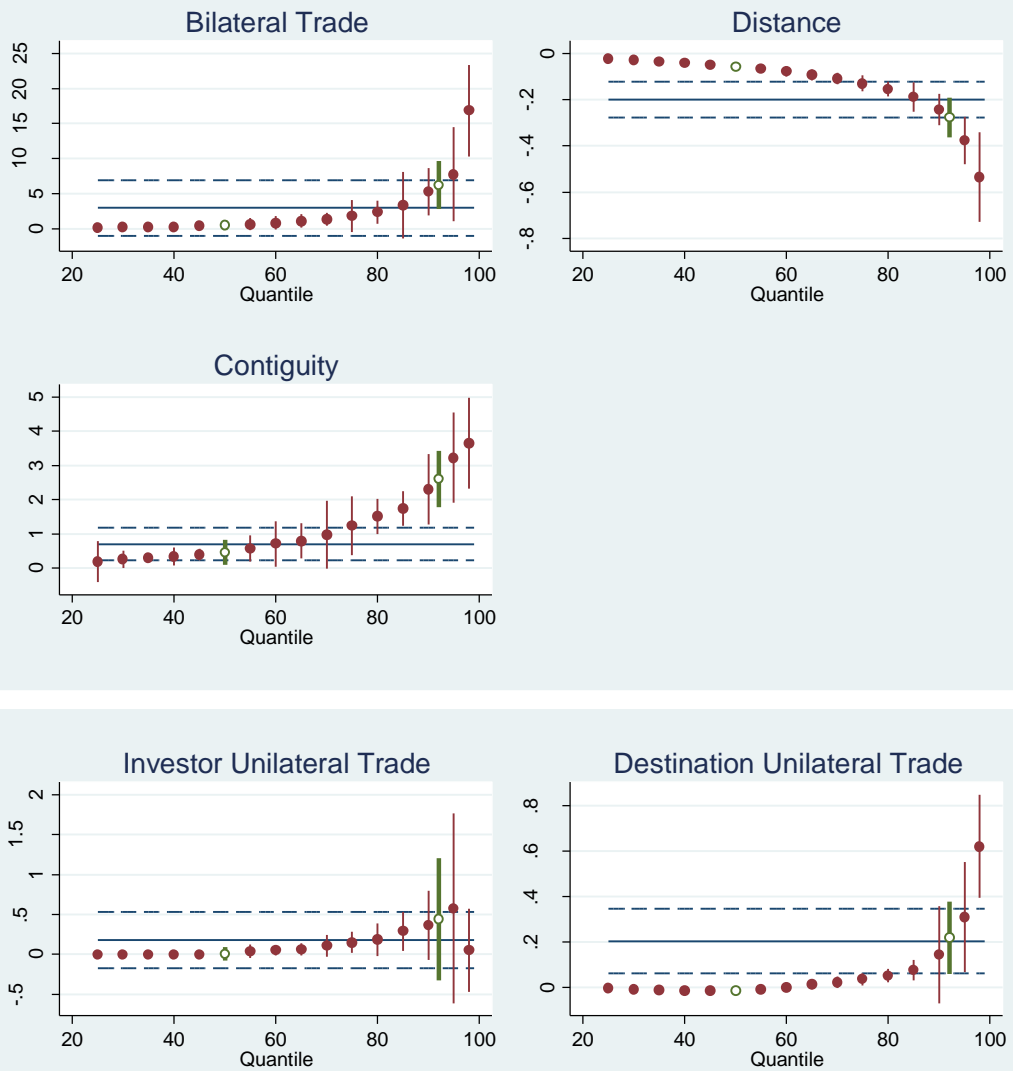 Bilateral Trade
25
20
15
10
5
0
20 40 60 80 100
Quantile
Distance
0
-.2
-.4
-.6
-.8
20 40 60 80 100
Quantile
Contiguity
5
4
3
2
1
0
20 40 60 80 100
Quantile
Investor Unilateral Trade
2
1.5
1
.5
0
-.5
20 40 60 80 100
Quantile
Destination Unilateral Trade
.8
.6
.4
.2
0
20 40 60 80 100
Quantile